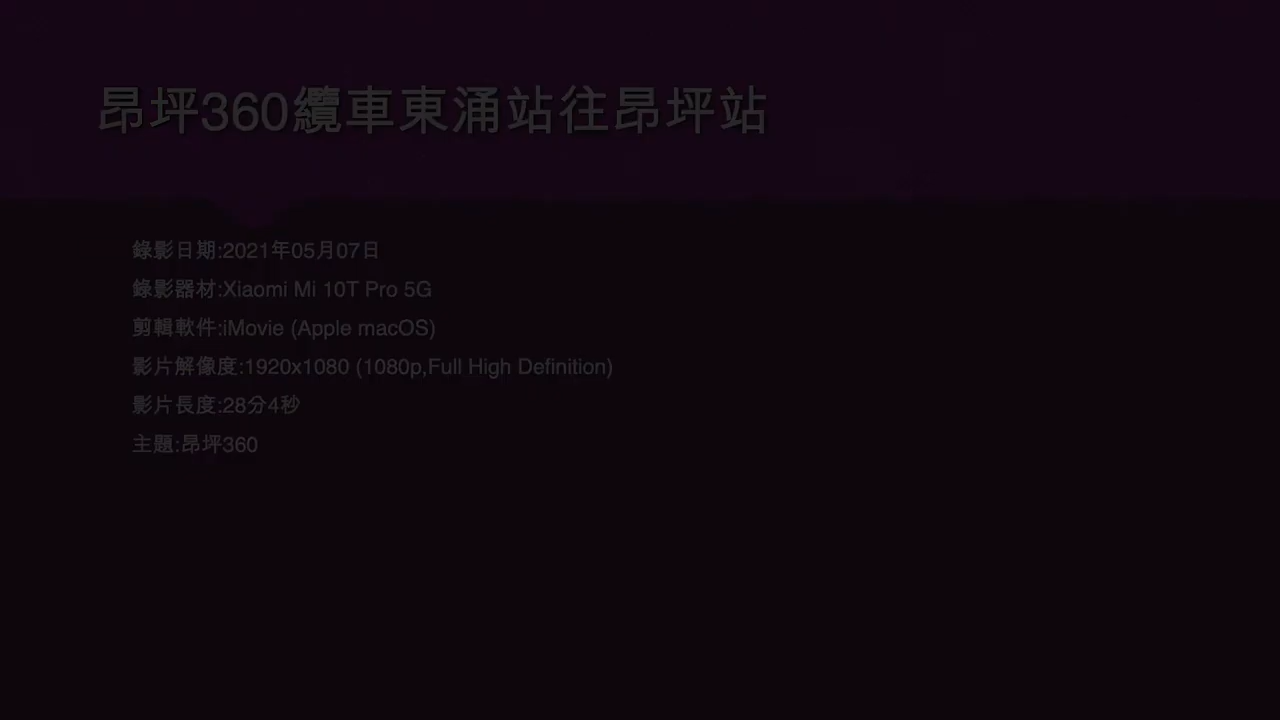 昂坪360纜車東涌站往昂坪站
錄影日期:2021年05月07日
錄影器材:Xiaomi Mi 10T Pro 5G
剪輯軟件:iMovie (Apple macOS)
影片解像度:1920x1080 (1080p,Full High Definition)
影片長度:28分4秒
主題:昂坪360